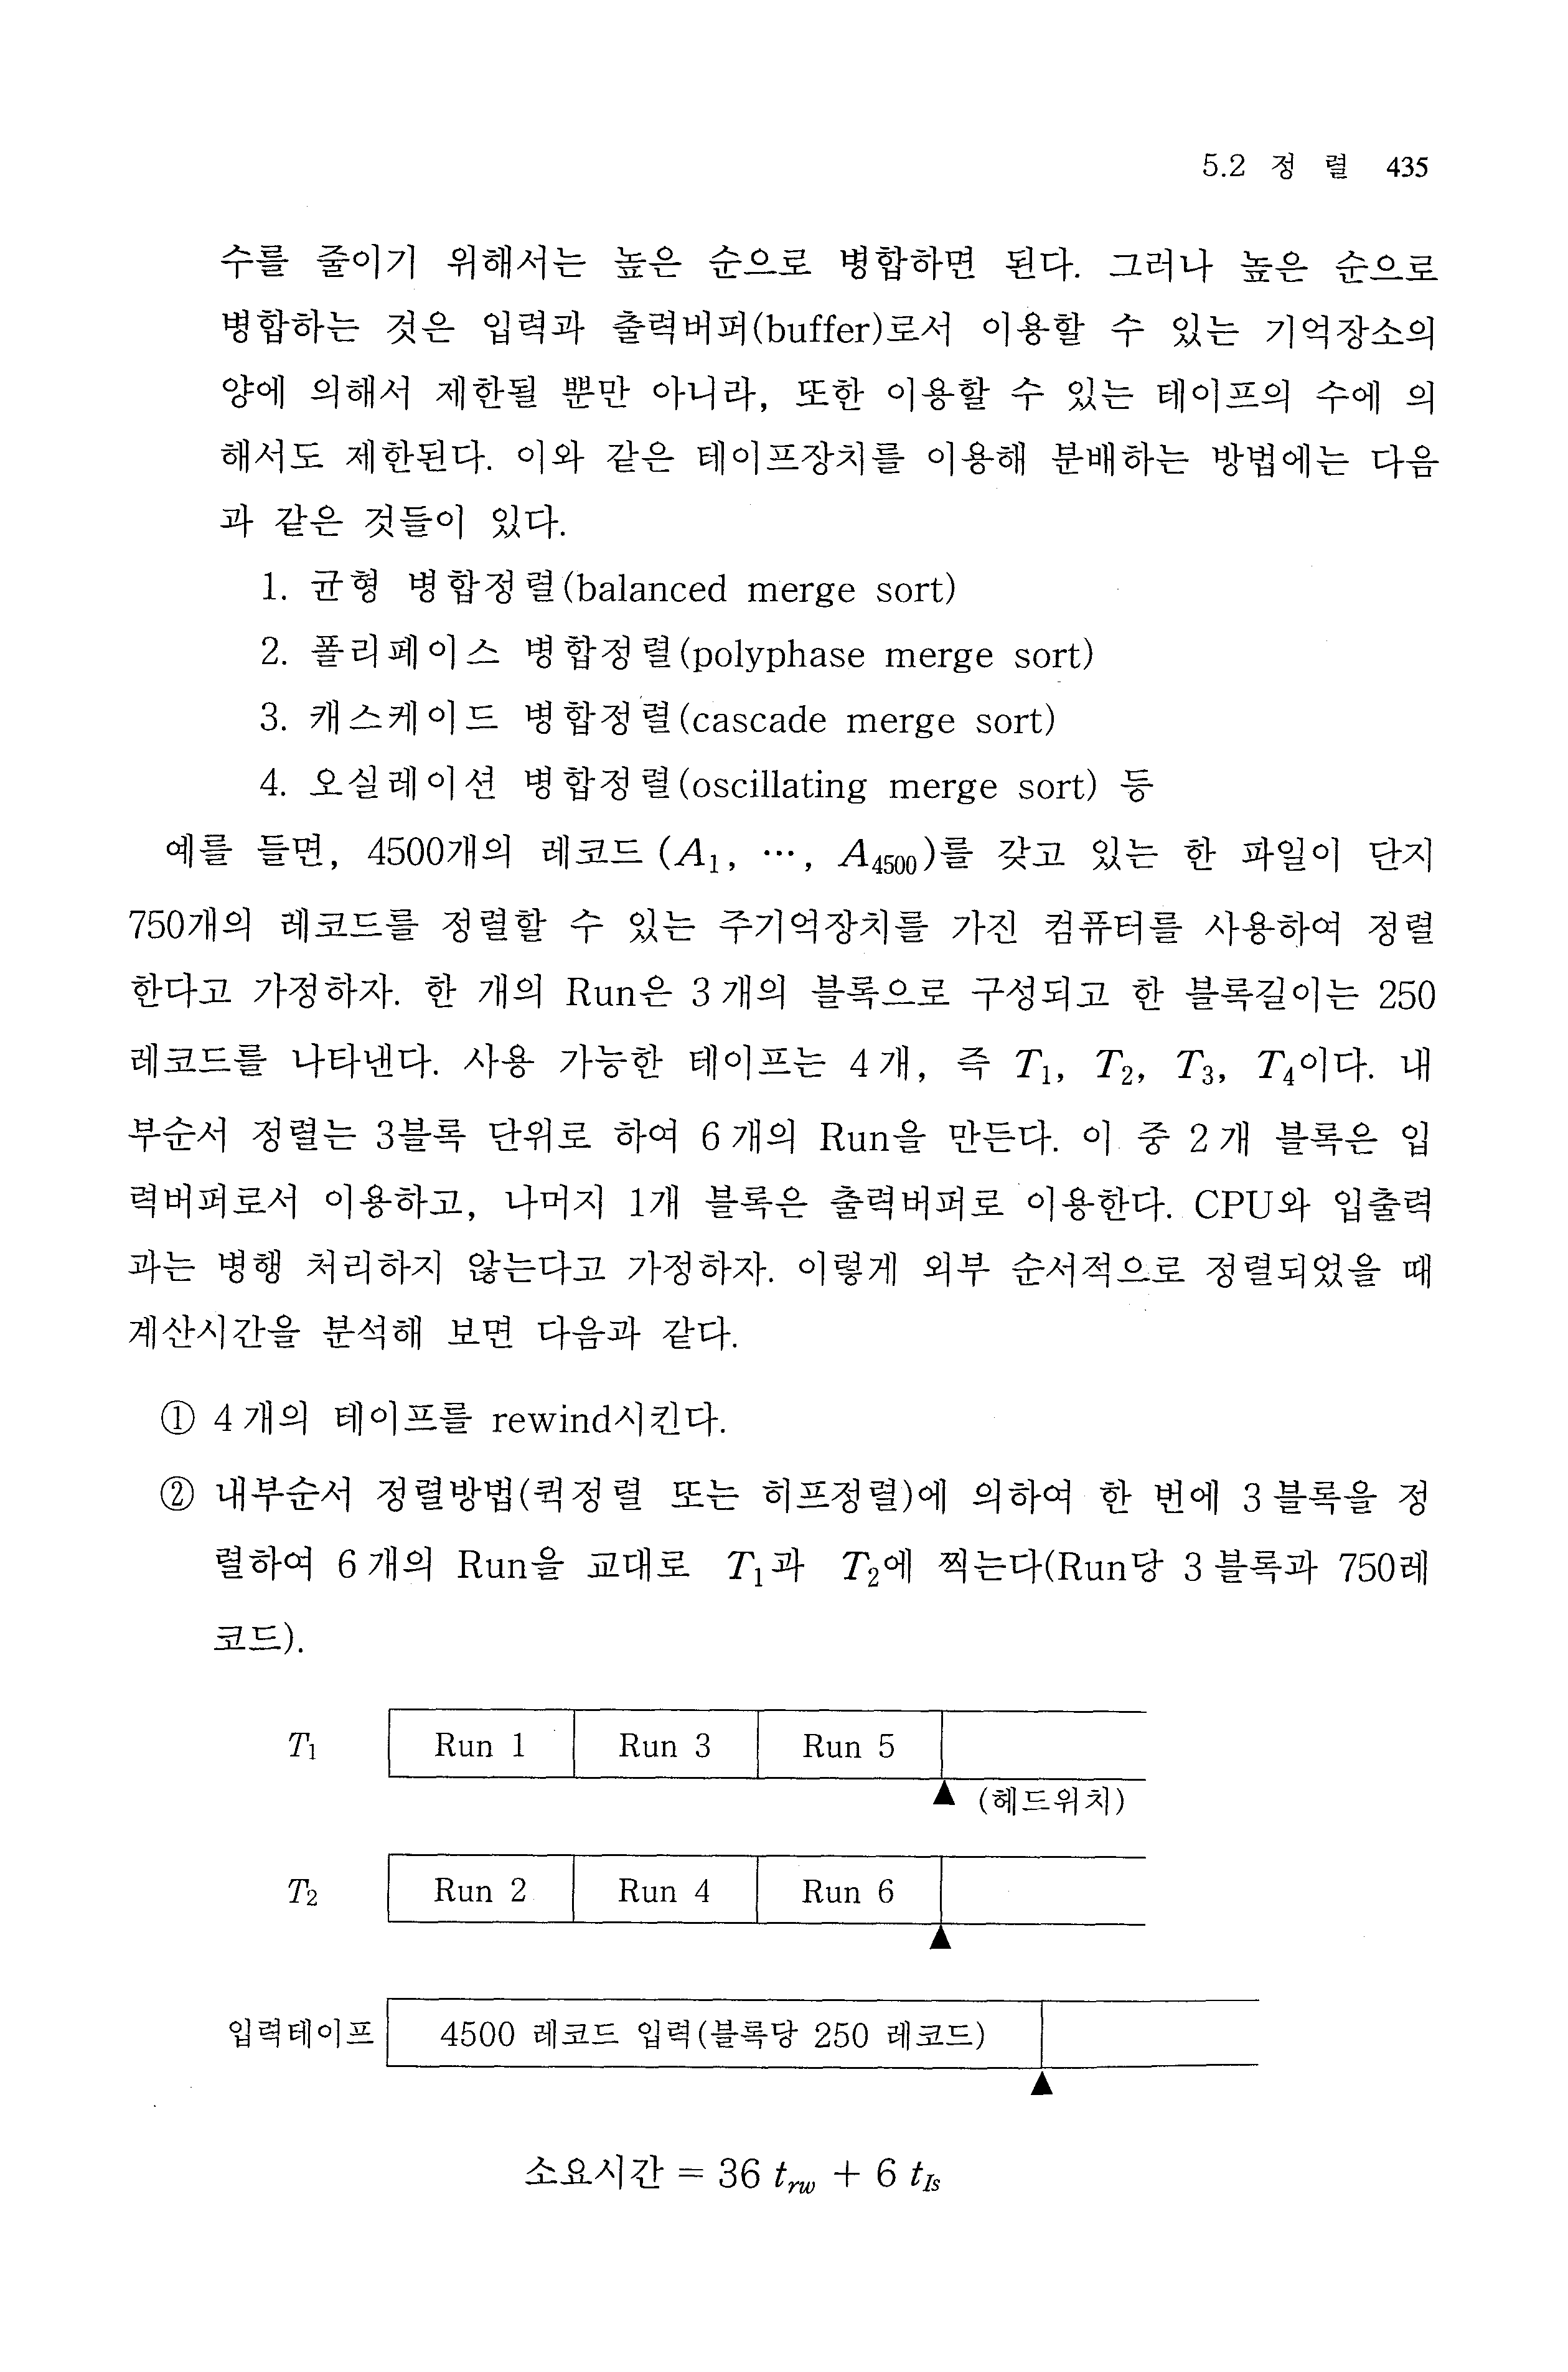 5.2 정 렬 435
수를 줄이기 위해서는 높은 순으로 병합하면 된다. 그러나 높은 순으로
병합하는 것은 입력과 출력버퍼(buffer)로서 이용할 수 있는 기억장소의
양에 의해서 제한될 뿐만 아니라, 또한 이용할 수 있는 테이프의 수에 의
해서도 제한된다. 이와 같은 테이프장치를 이용해 분배하는 방법에는 다음
과 같은 것들이 있다.
1. 균형 병합정렬(balanced merge sort)
2. 폴리페이스 병합정렬(polyphase merge sort)
3. 캐스케이드 병합정렬(cascade merge sort)
4. 오실레이션 병합정렬(oscillating merge sort) 등
예를 들면, 4500개의 레코드 (A₁, ⋯, A₄₅₀₀)를 갖고 있는 한 파일이 단지
750개의 레코드를 정렬할 수 있는 주기억장치를 가진 컴퓨터를 사용하여 정렬
한다고 가정하자. 한 개의 Run은 3개의 블록으로 구성되고 한 블록길이는 250
레코드를 나타낸다. 사용 가능한 테이프는 4개, 즉 T₁, T₂, T₃, T₄이다. 내
부순서 정렬는 3블록 단위로 하여 6개의 Run을 만든다. 이 중 2개 블록은 입
력버퍼로서 이용하고, 나머지 1개 블록은 출력버퍼로 이용한다. CPU와 입출력
과는 병행 처리하지 않는다고 가정하자. 이렇게 외부 순서적으로 정렬되었을 때
계산시간을 분석해 보면 다음과 같다.
① 4개의 테이프를 rewind시킨다.
② 내부순서 정렬방법(퀵정렬 또는 히프정렬)에 의하여 한 번에 3블록을 정
렬하여 6개의 Run을 교대로 T₁과 T₂에 찍는다(Run당 3블록과 750레
코드).
T₁ Run 1 Run 3 Run 5
▲ (헤드위치)
T₂ Run 2 Run 4 Run 6
▲
입력테이프 4500 레코드 입력(블록당 250 레코드)
▲
소요시간 = 36 t_rw + 6 t_Is